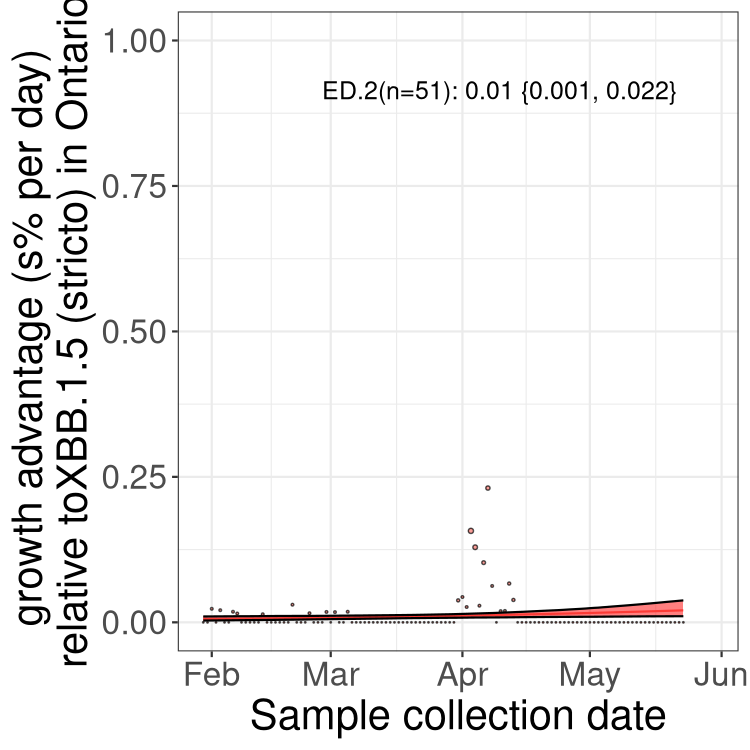 growth advantage (s% per day)
relative toXBB.1.5 (stricto) in Ontario
1.00
0.75
0.50
0.25
0.00
ED.2(n=51): 0.01 {0.001, 0.022}
Feb Mar Apr May Jun
Sample collection date